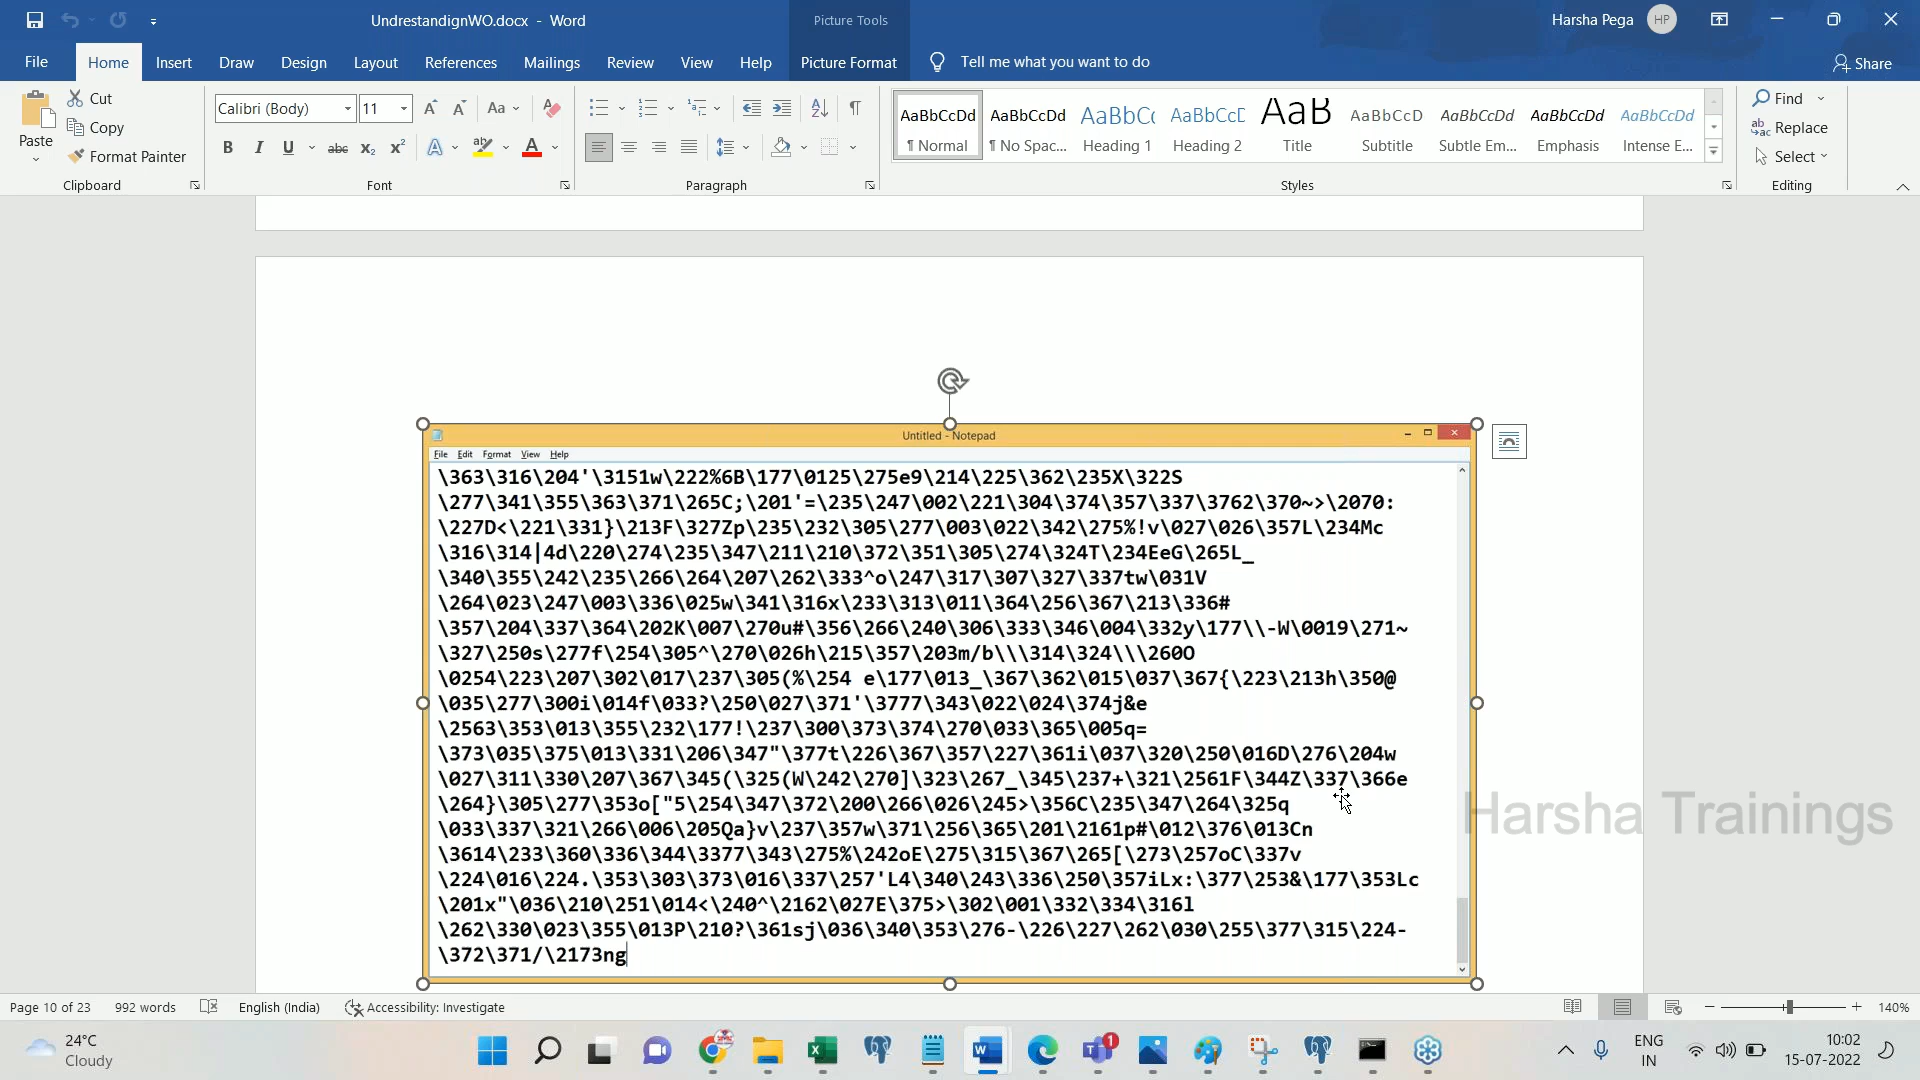 UndrestandignWO.docx - Word
Picture Tools
Harsha Pega
HP
File
Home
Insert
Draw
Design
Layout
References
Mailings
Review
View
Help
Picture Format
Tell me what you want to do
Share
Paste
Cut
Copy
Format Painter
Clipboard
Calibri (Body)
11
Font
Paragraph
AaBbCcDd
¶ Normal
AaBbCcDd
¶ No Spac...
AaBbC(
Heading 1
AaBbCcE
Heading 2
AaB
Title
AaBbCcD
Subtitle
AaBbCcDd
Subtle Em...
AaBbCcDd
Emphasis
AaBbCcDd
Intense E...
Styles
Find
Replace
Select
Editing
Untitled - Notepad
File Edit Format View Help
\363\316\204'\3151w\222%6B\177\0125\275e9\214\225\362\235X\322S
\277\341\355\363\371\265C;\201'=\235\247\002\221\304\374\357\337\3762\370~>\2070:
\227D<\221\331}\213F\327Zp\235\232\305\277\003\022\342\275%!v\027\026\357L\234Mc
\316\314|4d\220\274\235\347\211\210\372\351\305\274\324T\234EeG\265L_
\340\355\242\235\266\264\207\262\333^o\247\317\307\327\337tw\031V
\264\023\247\003\336\025w\341\316x\233\313\011\364\256\367\213\336#
\357\204\337\364\202K\007\270u#\356\266\240\306\333\346\004\332y\177\\-W\0019\271~
\327\250s\277f\254\305^\270\026h\215\357\203m/b\\\314\324\\\260O
\0254\223\207\302\017\237\305(%\254 e\177\013_\367\362\015\037\367{\223\213h\350@
\035\277\300i\014f\033?\250\027\371'\3777\343\022\024\374j&e
\2563\353\013\355\232\177!\237\300\373\374\270\033\365\005q=
\373\035\375\013\331\206\347"\377t\226\367\357\227\361i\037\320\250\016D\276\204w
\027\311\330\207\367\345(\325(W\242\270]\323\267_\345\237+\321\2561F\344Z\337\366e
\264}\305\277\353o["5\254\347\372\200\266\026\245>\356C\235\347\264\325q
\033\337\321\266\006\205Qa}v\237\357w\371\256\365\201\2161p#\012\376\013Cn
\3614\233\360\336\344\3377\343\275%\242oE\275\315\367\265[\273\257oC\337v
\224\016\224.\353\303\373\016\337\257'L4\340\243\336\250\357iLx:\377\253&\177\353Lc
\201x"\036\210\251\014<\240^\2162\027E\375>\302\001\332\334\316l
\262\330\023\355\013P\210?\361sj\036\340\353\276-\226\227\262\030\255\377\315\224-
\372\371/\2173ng
Harsha Trainings
Page 10 of 23
992 words
English (India)
Accessibility: Investigate
140%
24°C
Cloudy
1
ENG
IN
10:02
15-07-2022